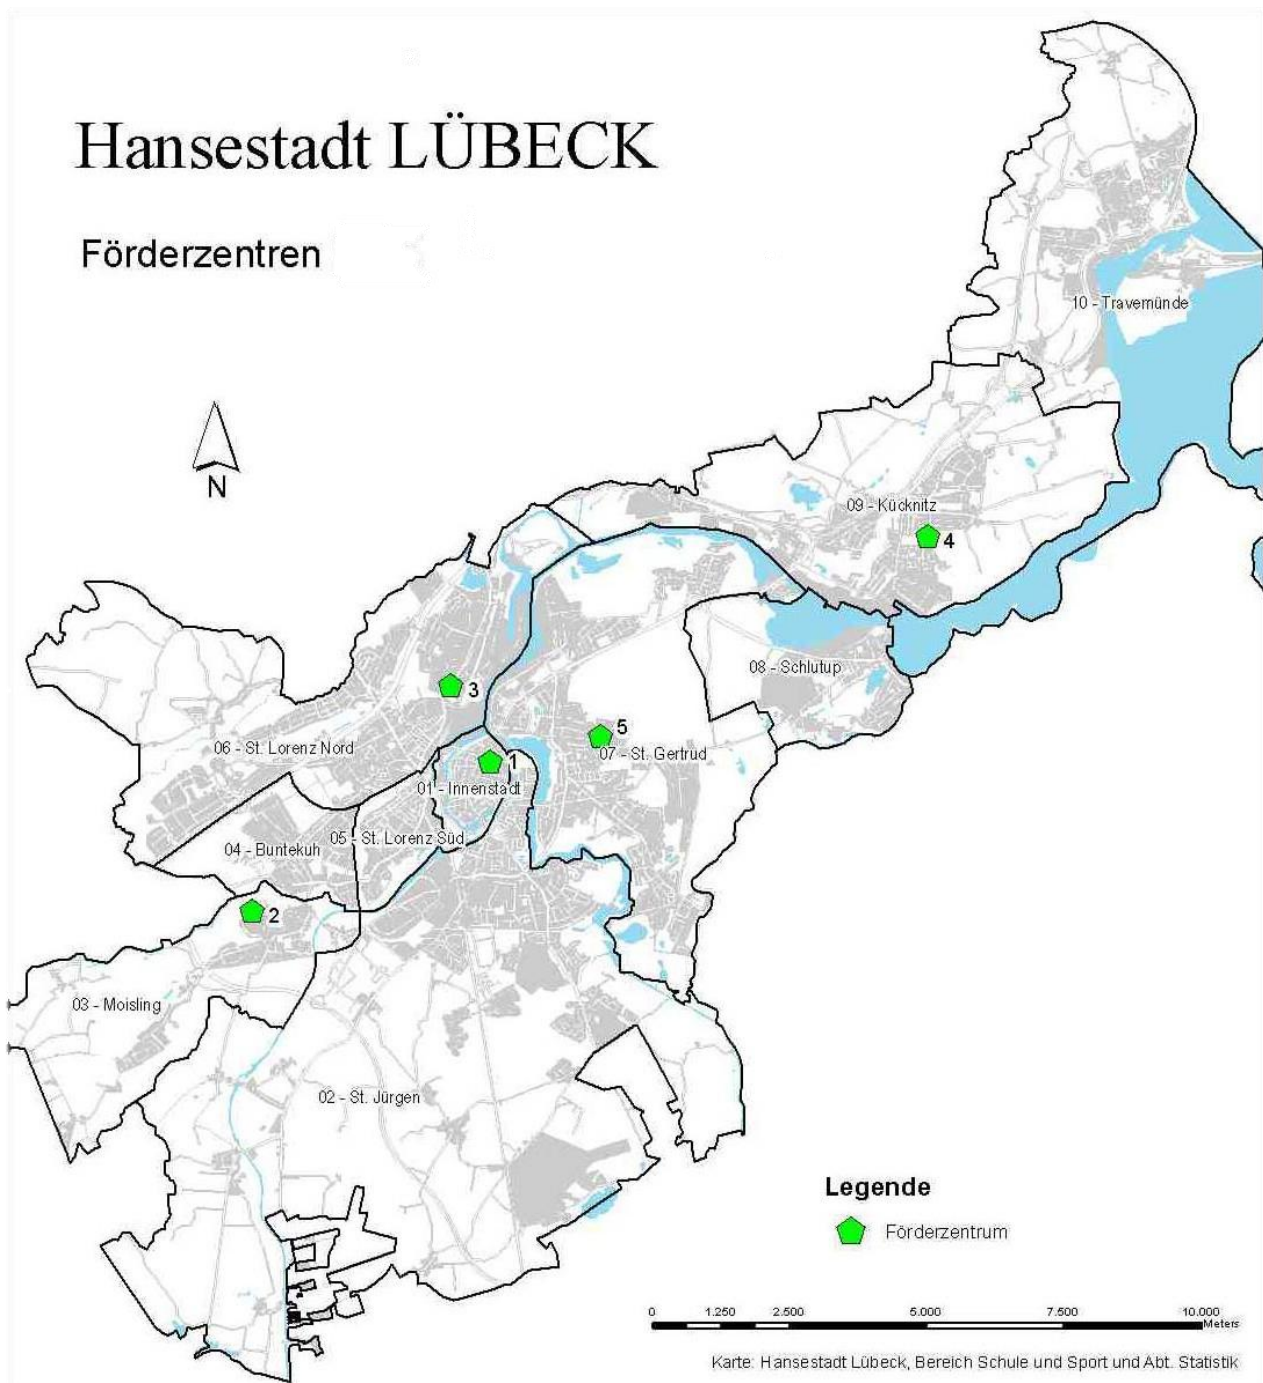 Hansestadt LÜBECK
Förderzentren
10 - Travemünde
N
09 - Kücknitz
4
08 - Schlutup
3
5
06 - St. Lorenz Nord
07 - St. Gertrud
1
01 - Innenstadt
05 - St. Lorenz Süd
04 - Buntekuh
2
03 - Moisling
02 - St. Jürgen
Legende
Förderzentrum
0 1.250 2.500 5.000 7.500 10.000
Meters
Karte: Hansestadt Lübeck, Bereich Schule und Sport und Abt. Statistik